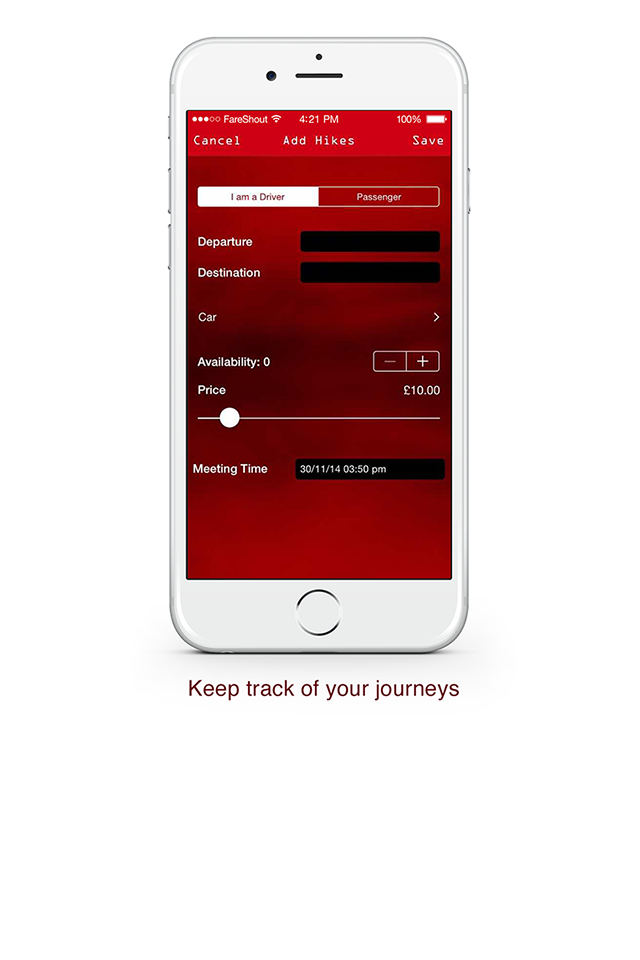 FareShout 4:21 PM 100%
Cancel Add Hikes Save
I am a Driver Passenger
Departure
Destination
Car
Availability: 0
Price £10.00
Meeting Time 30/11/14 03:50 pm
Keep track of your journeys